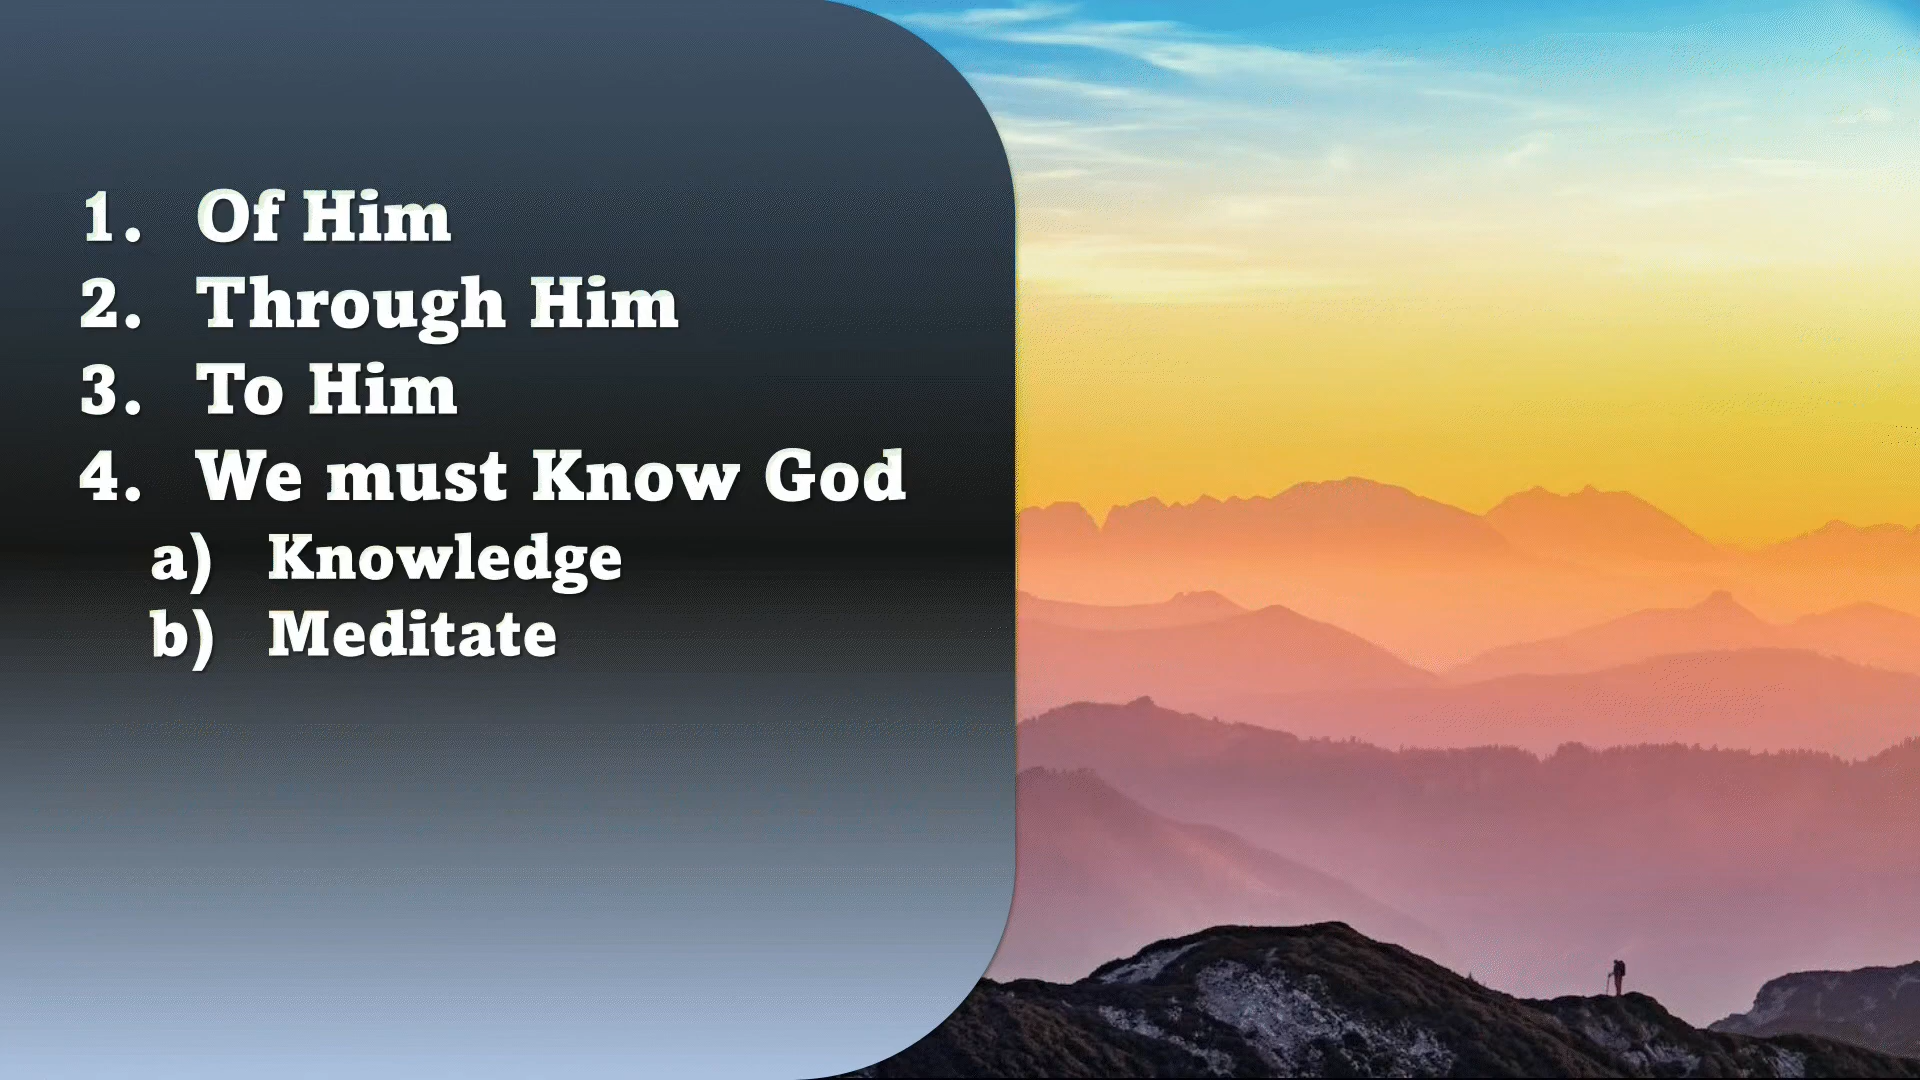 1. Of Him
2. Through Him
3. To Him
4. We must Know God
a) Knowledge
b) Meditate